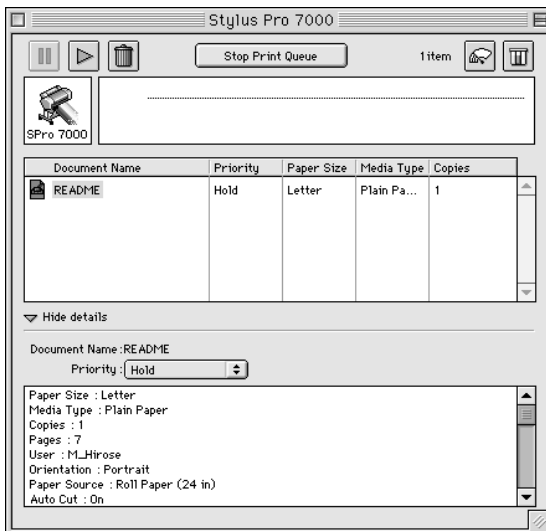 Stylus Pro 7000
Stop Print Queue
1 item
SPro 7000
Document Name Priority Paper Size Media Type Copies
README Hold Letter Plain Pa... 1
Hide details
Document Name : README
Priority : Hold
Paper Size : Letter
Media Type : Plain Paper
Copies : 1
Pages : 7
User : M_Hirose
Orientation : Portrait
Paper Source : Roll Paper (24 in)
Auto Cut : On